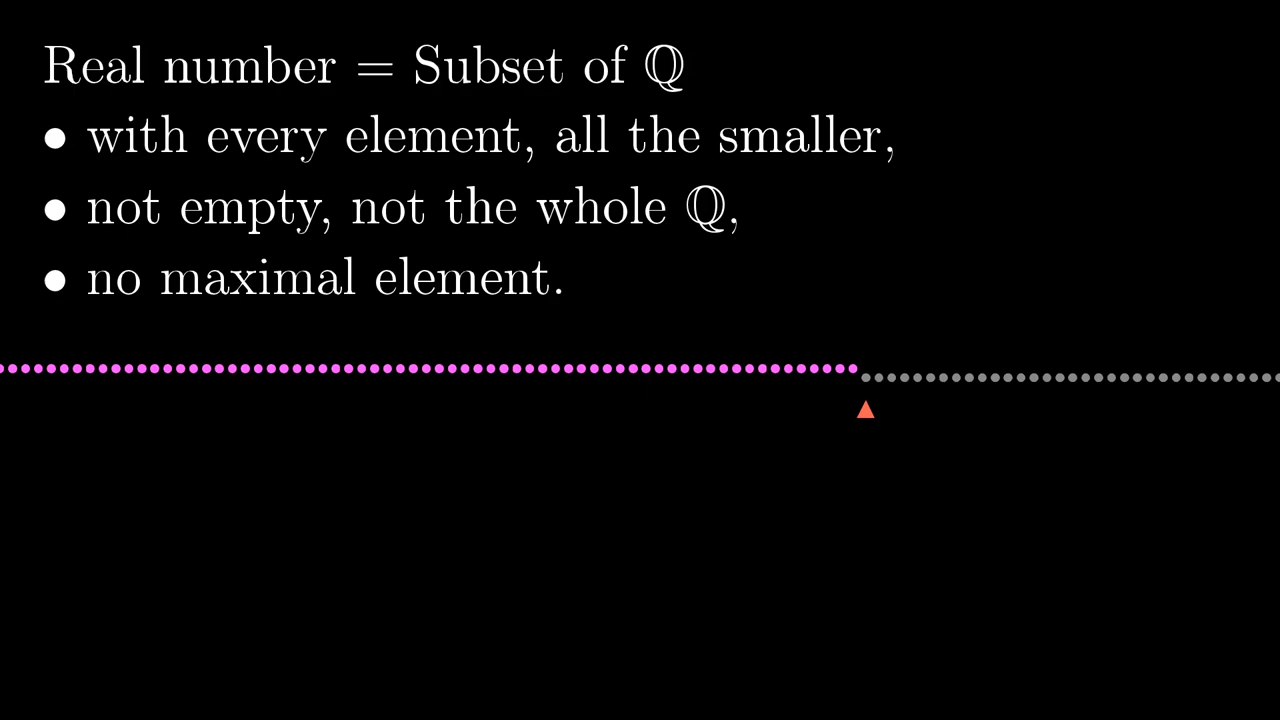 Real number = Subset of ℚ
• with every element, all the smaller,
• not empty, not the whole ℚ,
• no maximal element.